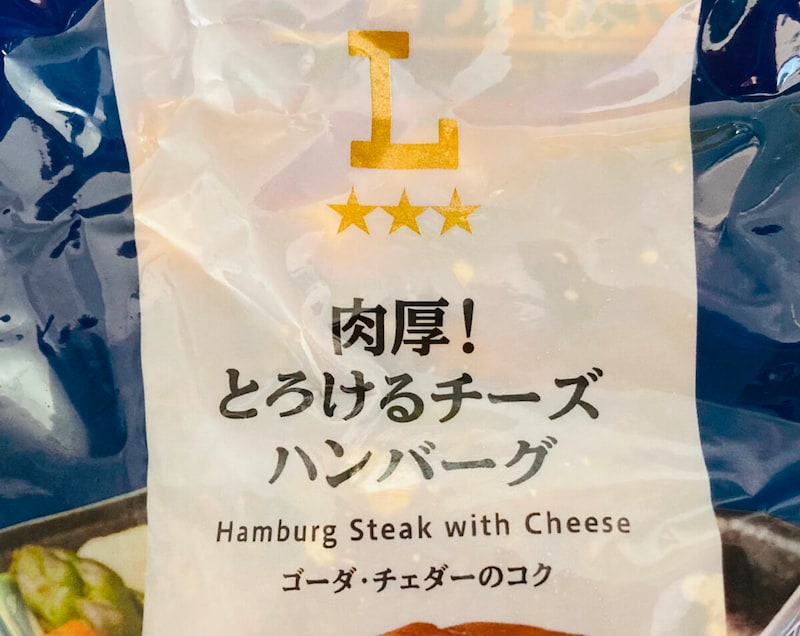 L
★★★
肉厚!
とろけるチーズ
ハンバーグ
Hamburg Steak with Cheese
ゴーダ・チェダーのコク